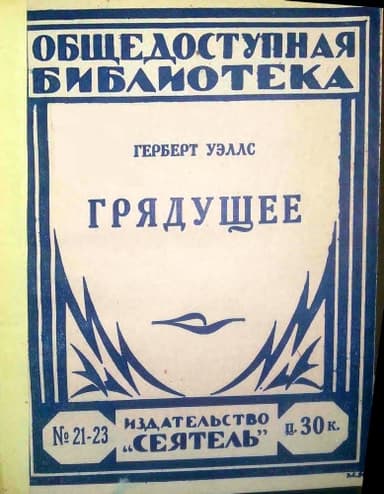 ОБЩЕДОСТУПНАЯ
БИБЛИОТЕКА
ГЕРБЕРТ УЭЛЛС
ГРЯДУЩЕЕ
№ 21-23
ИЗДАТЕЛЬСТВО
„СЕЯТЕЛЬ"
ц. 30 к.